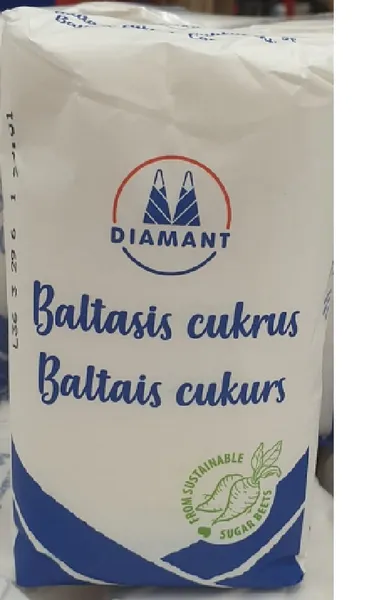 DIAMANT
Baltasis cukrus
Baltais cukurs
FROM SUSTAINABLE
SUGAR BEETS